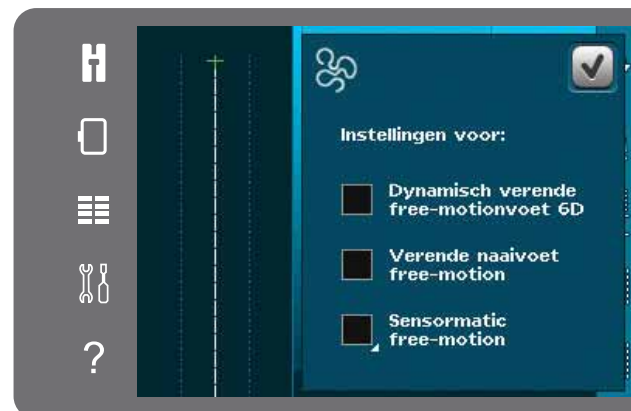 Instellingen voor:
Dynamisch verende
free-motionvoet 6D
Verende naaivoet
free-motion
Sensormatic
free-motion
?